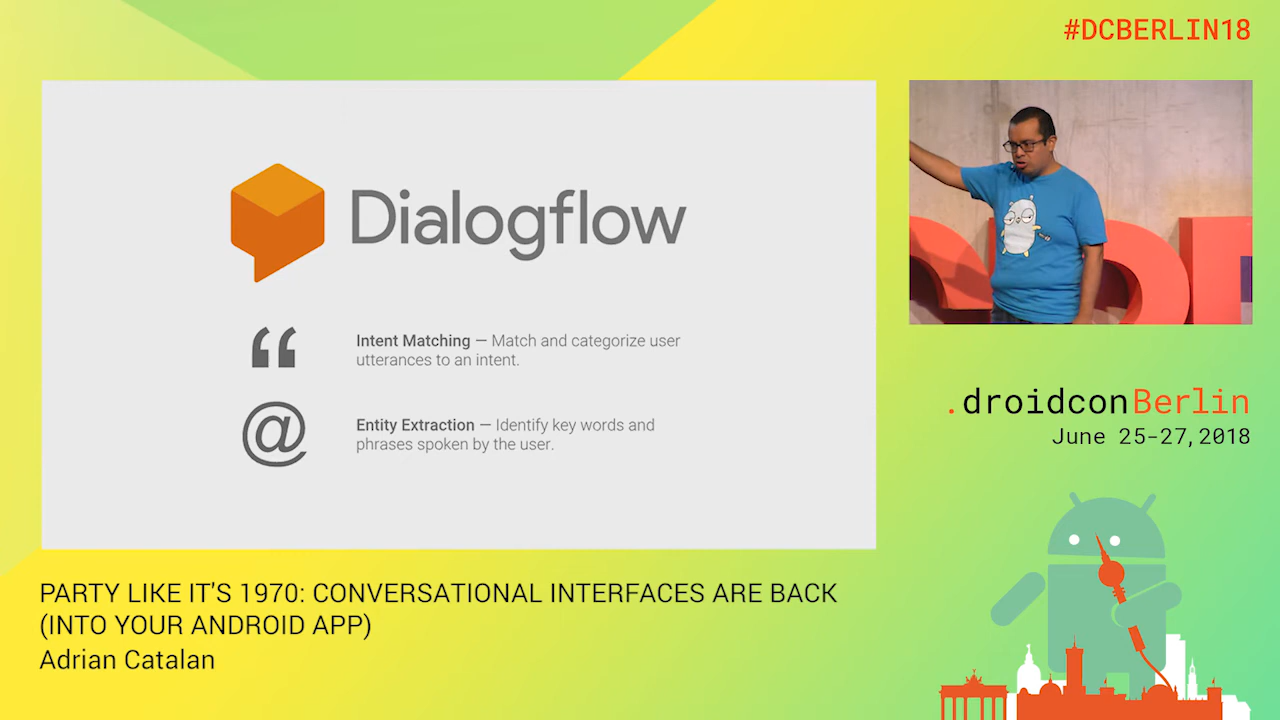 #DCBERLIN18
Dialogflow
Intent Matching — Match and categorize user
utterances to an intent.
@
Entity Extraction — Identify key words and
phrases spoken by the user.
.droidconBerlin
June 25-27, 2018
PARTY LIKE IT'S 1970: CONVERSATIONAL INTERFACES ARE BACK
(INTO YOUR ANDROID APP)
Adrian Catalan